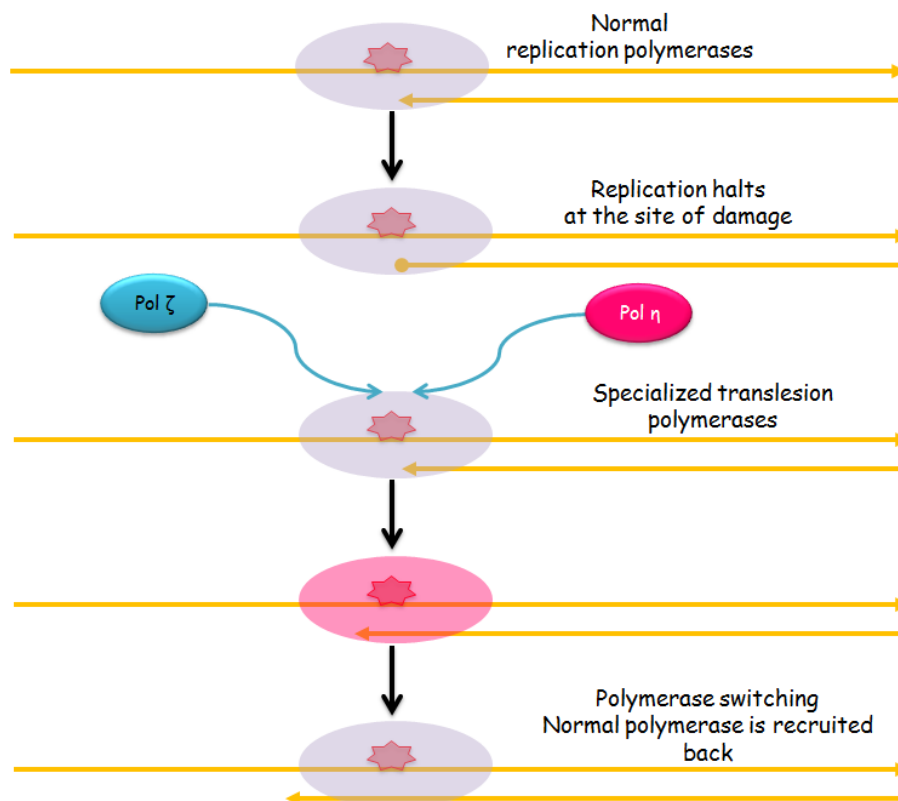 Normal
replication polymerases
Replication halts
at the site of damage
Pol ζ
Pol η
Specialized translesion
polymerases
Polymerase switching
Normal polymerase is recruited
back